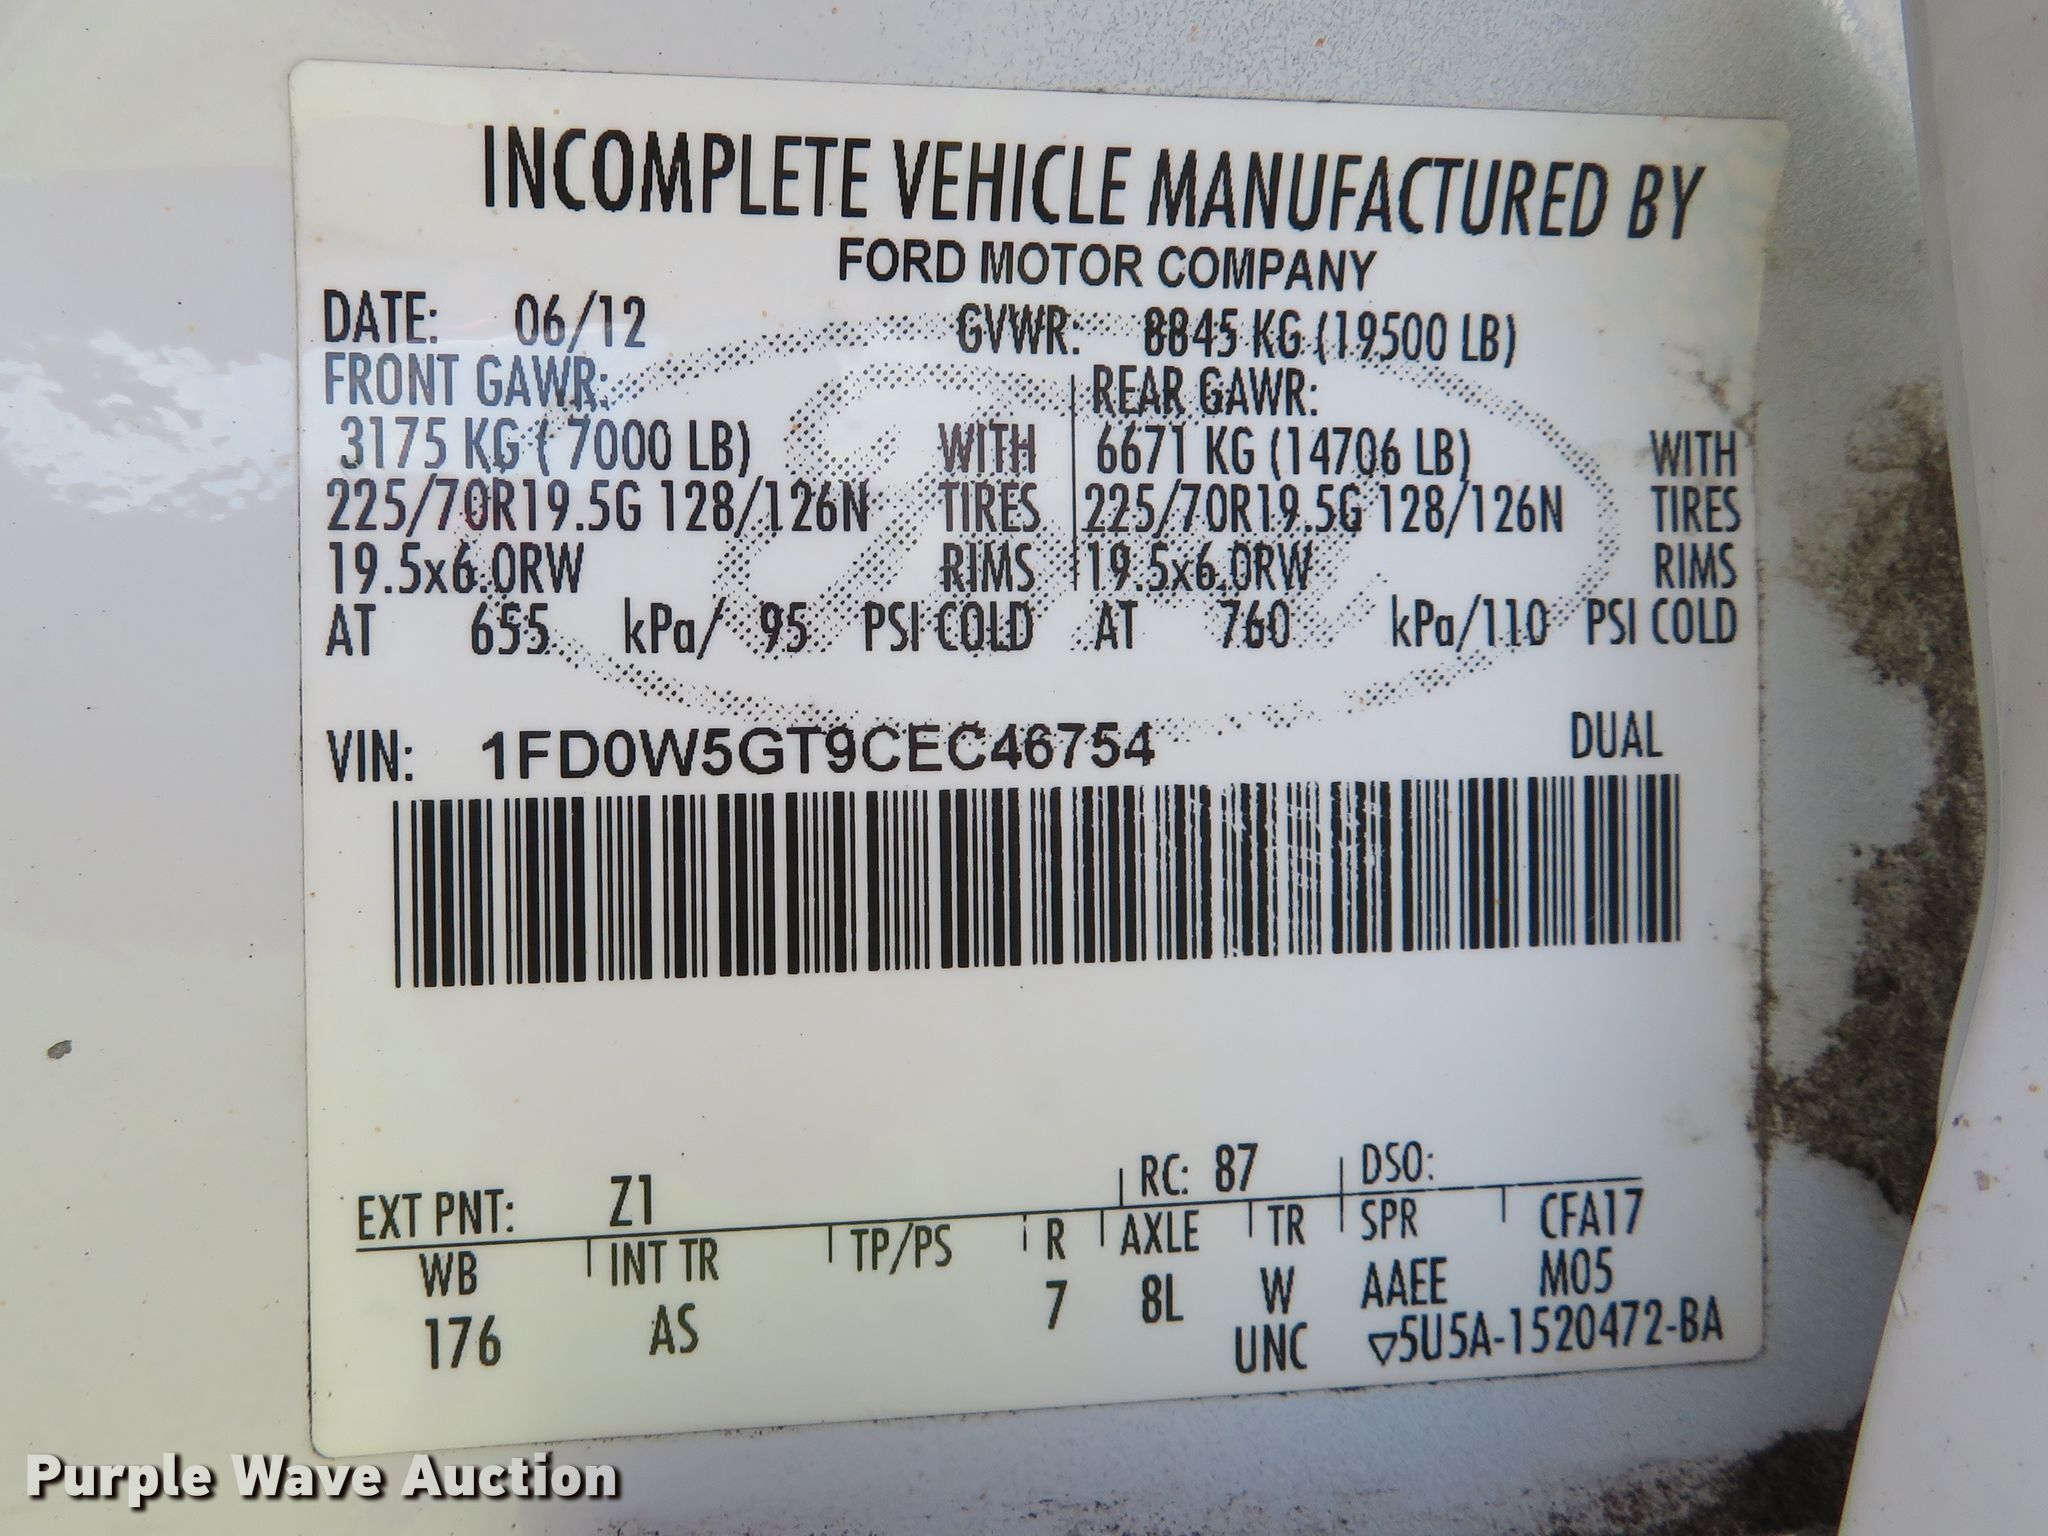 INCOMPLETE VEHICLE MANUFACTURED BY
FORD MOTOR COMPANY
DATE: 06/12 GVWR: 8845 KG (19500 LB)
FRONT GAWR: REAR GAWR:
3175 KG ( 7000 LB) WITH 6671 KG (14706 LB) WITH
225/70R19.5G 128/126N TIRES 225/70R19.5G 128/126N TIRES
19.5x6.0RW RIMS 19.5x6.0RW RIMS
AT 655 kPa/ 95 PSI COLD AT 760 kPa/110 PSI COLD
VIN: 1FD0W5GT9CEC46754 DUAL
EXT PNT: Z1 RC: 87 DSO:
WB INT TR TP/PS R AXLE TR SPR CFA17
176 AS 7 8L W AAEE M05
UNC ▽5U5A-1520472-BA
Purple Wave Auction